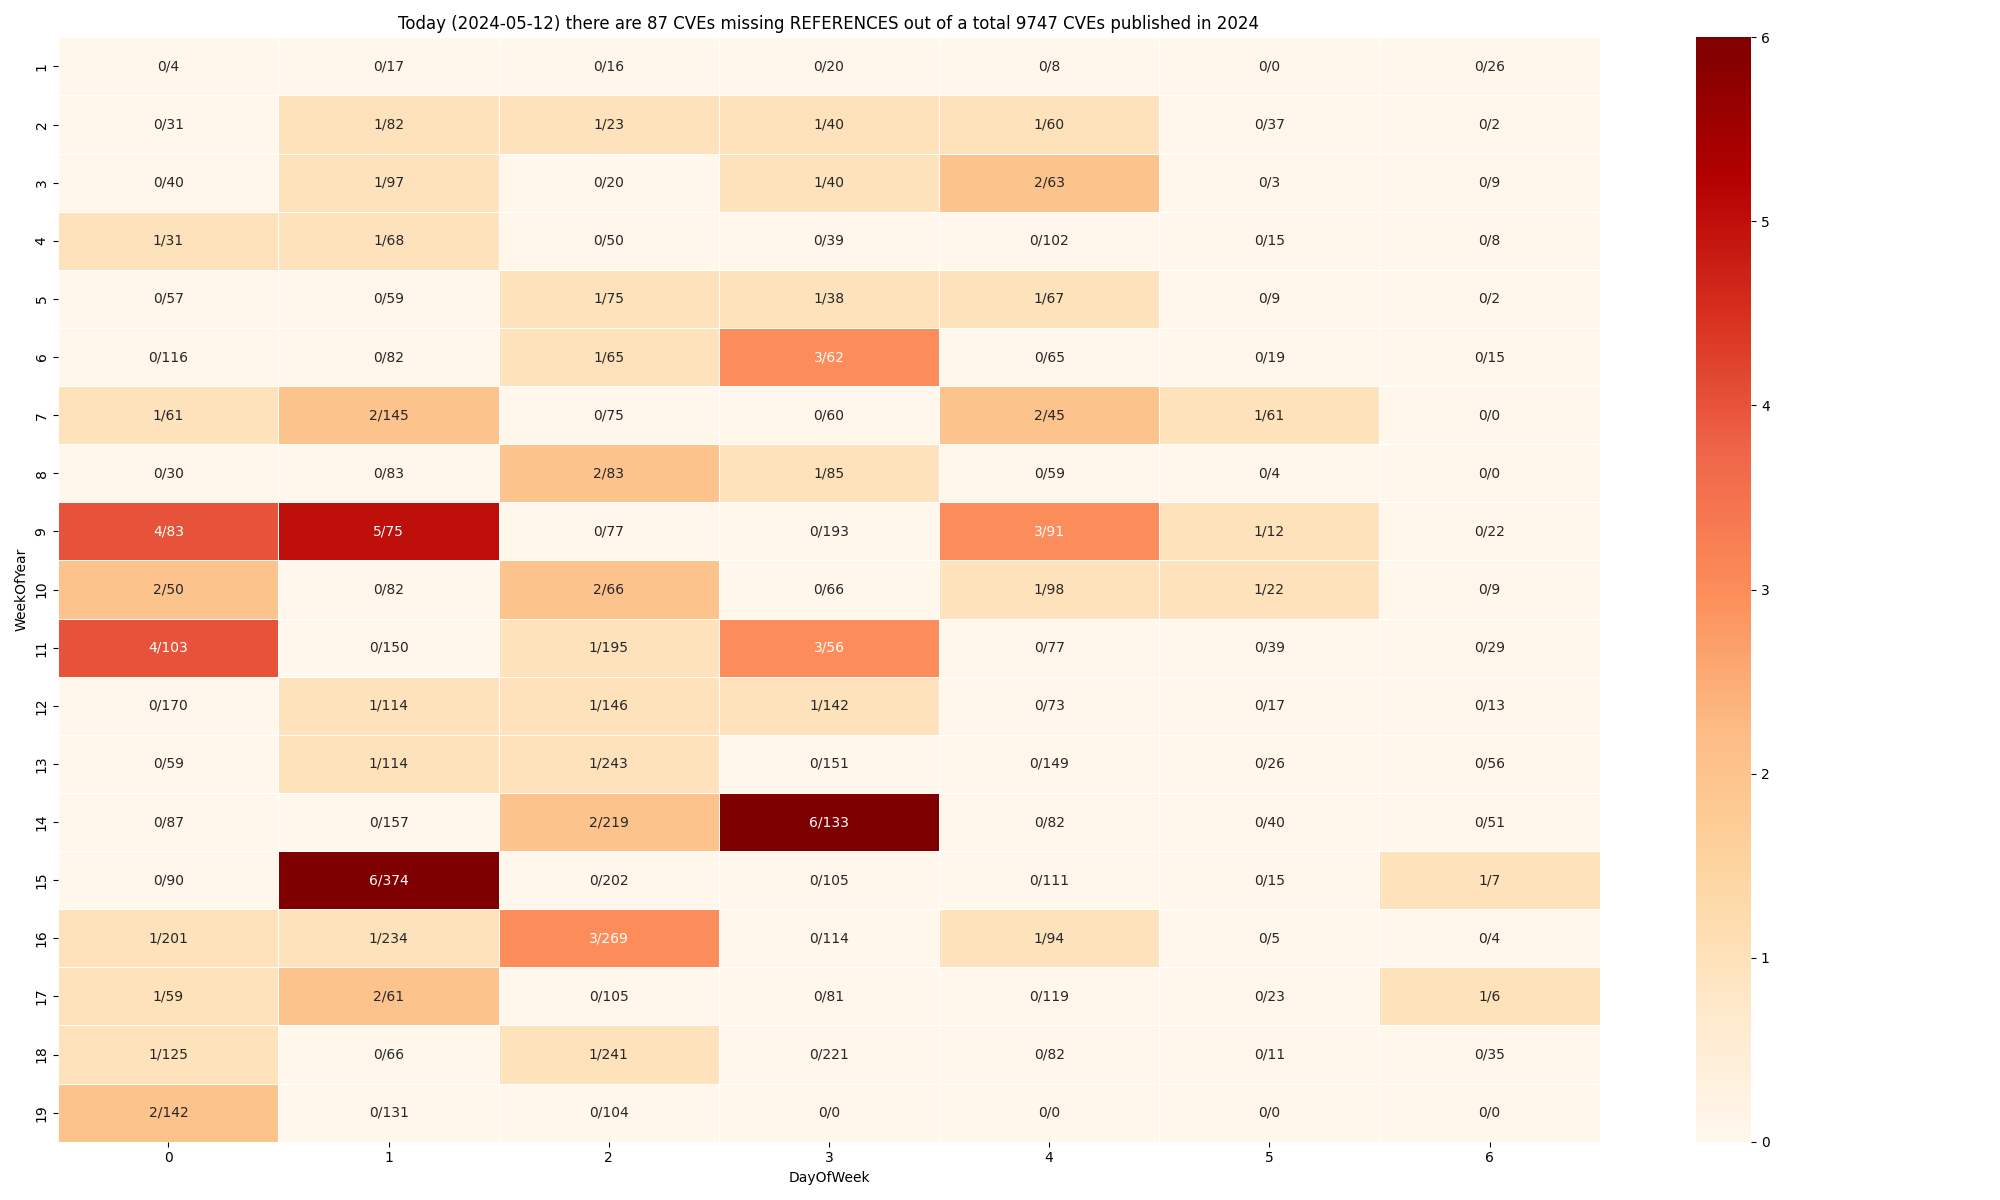 Today (2024-05-12) there are 87 CVEs missing REFERENCES out of a total 9747 CVEs published in 2024
1 0/4 0/17 0/16 0/20 0/8 0/0 0/26
2 0/31 1/82 1/23 1/40 1/60 0/37 0/2
3 0/40 1/97 0/20 1/40 2/63 0/3 0/9
4 1/31 1/68 0/50 0/39 0/102 0/15 0/8
5 0/57 0/59 1/75 1/38 1/67 0/9 0/2
6 0/116 0/82 1/65 3/62 0/65 0/19 0/15
7 1/61 2/145 0/75 0/60 2/45 1/61 0/0
8 0/30 0/83 2/83 1/85 0/59 0/4 0/0
9 4/83 5/75 0/77 0/193 3/91 1/12 0/22
10 2/50 0/82 2/66 0/66 1/98 1/22 0/9
11 4/103 0/150 1/195 3/56 0/77 0/39 0/29
12 0/170 1/114 1/146 1/142 0/73 0/17 0/13
13 0/59 1/114 1/243 0/151 0/149 0/26 0/56
14 0/87 0/157 2/219 6/133 0/82 0/40 0/51
15 0/90 6/374 0/202 0/105 0/111 0/15 1/7
16 1/201 1/234 3/269 0/114 1/94 0/5 0/4
17 1/59 2/61 0/105 0/81 0/119 0/23 1/6
18 1/125 0/66 1/241 0/221 0/82 0/11 0/35
19 2/142 0/131 0/104 0/0 0/0 0/0 0/0
0 1 2 3 4 5 6
DayOfWeek
WeekOfYear
6
5
4
3
2
1
0